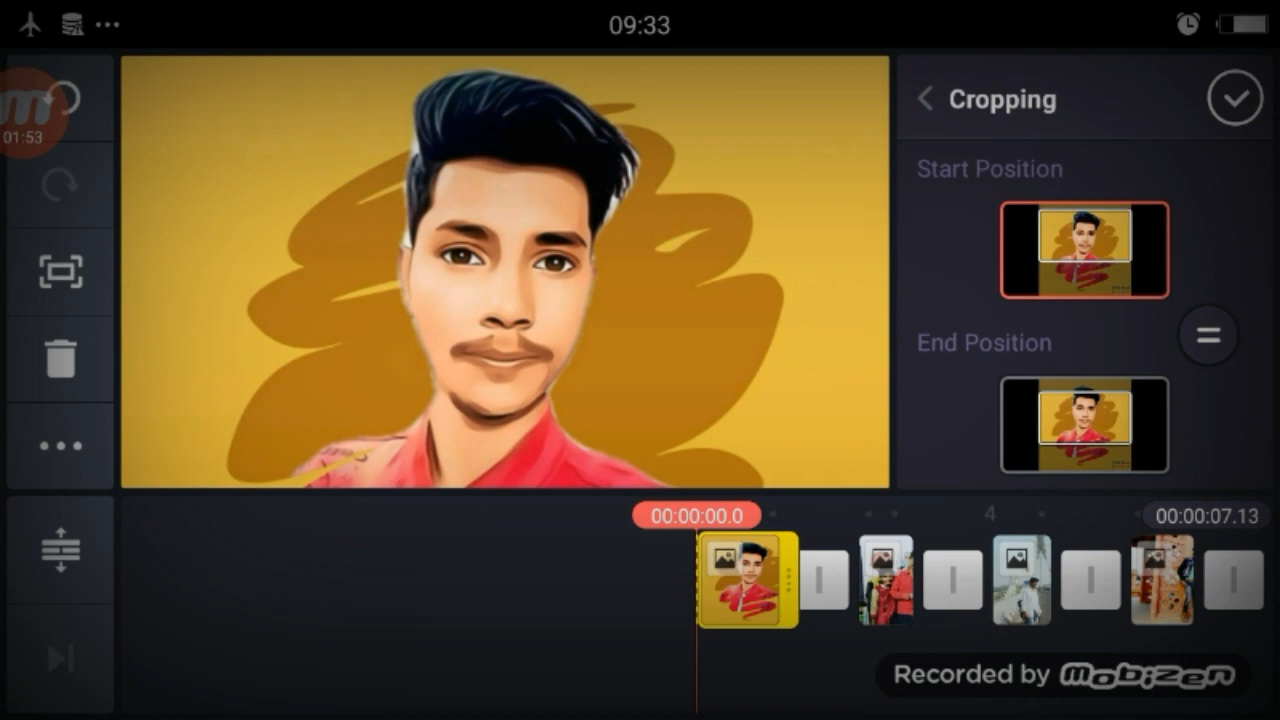 09:33
m
01:53
Cropping
Start Position
End Position
00:00:00.0
4
00:00:07.13
Recorded by mobizen